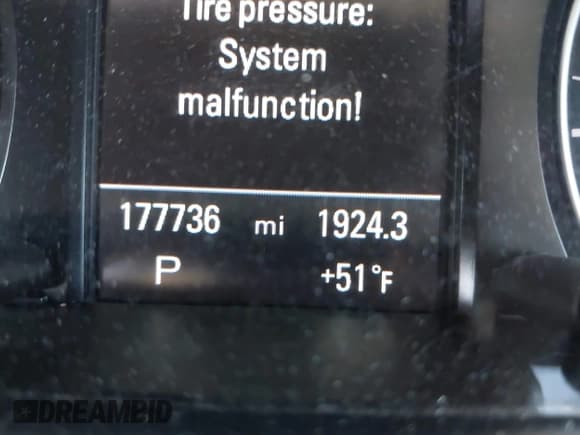 Tire pressure:
System
malfunction!
177736 mi 1924.3
P +51°F
DREAMBID